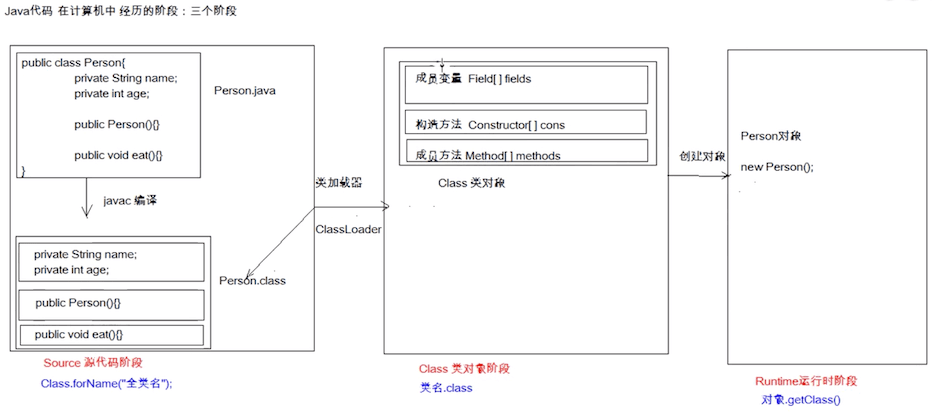 Java代码 在计算机中 经历的阶段：三个阶段
public class Person{
private String name;
private int age;
public Person(){}
public void eat(){}
}
Person.java
javac 编译
private String name;
private int age;
public Person(){}
public void eat(){}
Person.class
Source 源代码阶段
Class.forName("全类名");
类加载器
ClassLoader
成员变量 Field[ ] fields
构造方法 Constructor[ ] cons
成员方法 Method[ ] methods
Class 类对象
Class 类对象阶段
类名.class
创建对象
Person对象
new Person();
Runtime运行时阶段
对象.getClass()